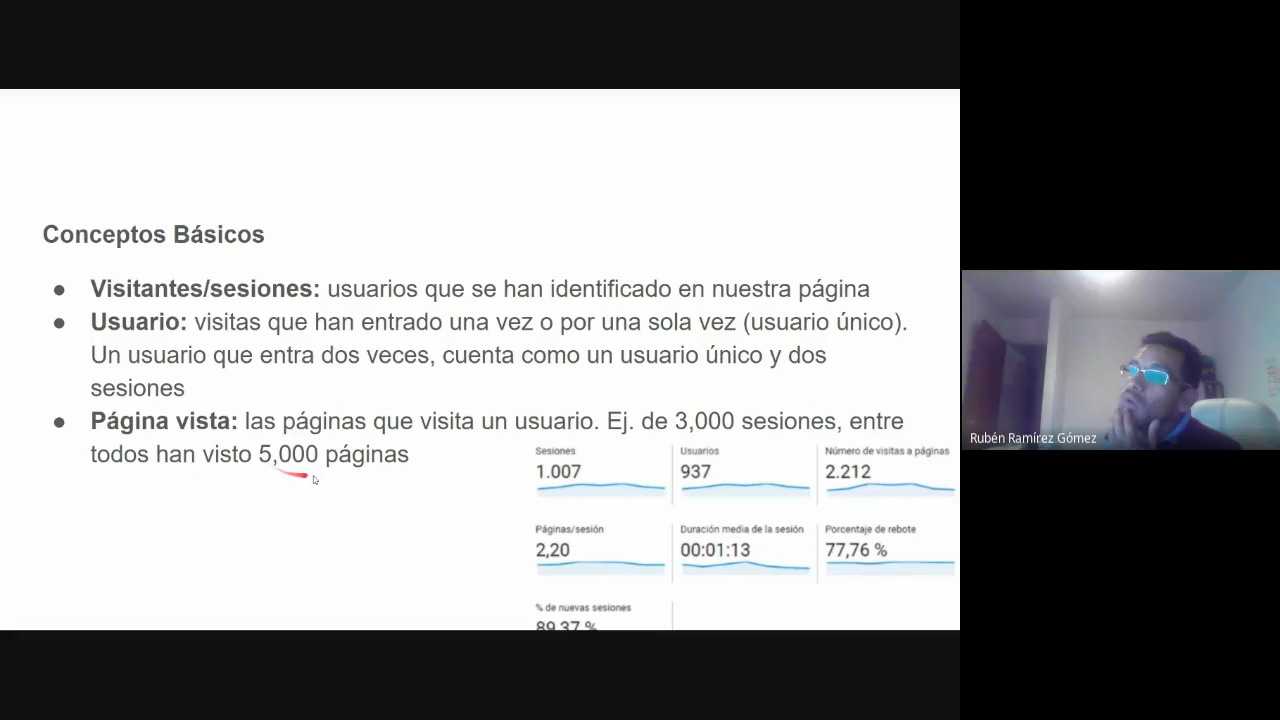 Conceptos Básicos
● Visitantes/sesiones: usuarios que se han identificado en nuestra página
● Usuario: visitas que han entrado una vez o por una sola vez (usuario único).
Un usuario que entra dos veces, cuenta como un usuario único y dos
sesiones
● Página vista: las páginas que visita un usuario. Ej. de 3,000 sesiones, entre
todos han visto 5,000 páginas
Sesiones
1.007
Usuarios
937
Número de visitas a páginas
2.212
Páginas/sesión
2,20
Duración media de la sesión
00:01:13
Porcentaje de rebote
77,76 %
% de nuevas sesiones
89,37 %
Rubén Ramírez Gómez